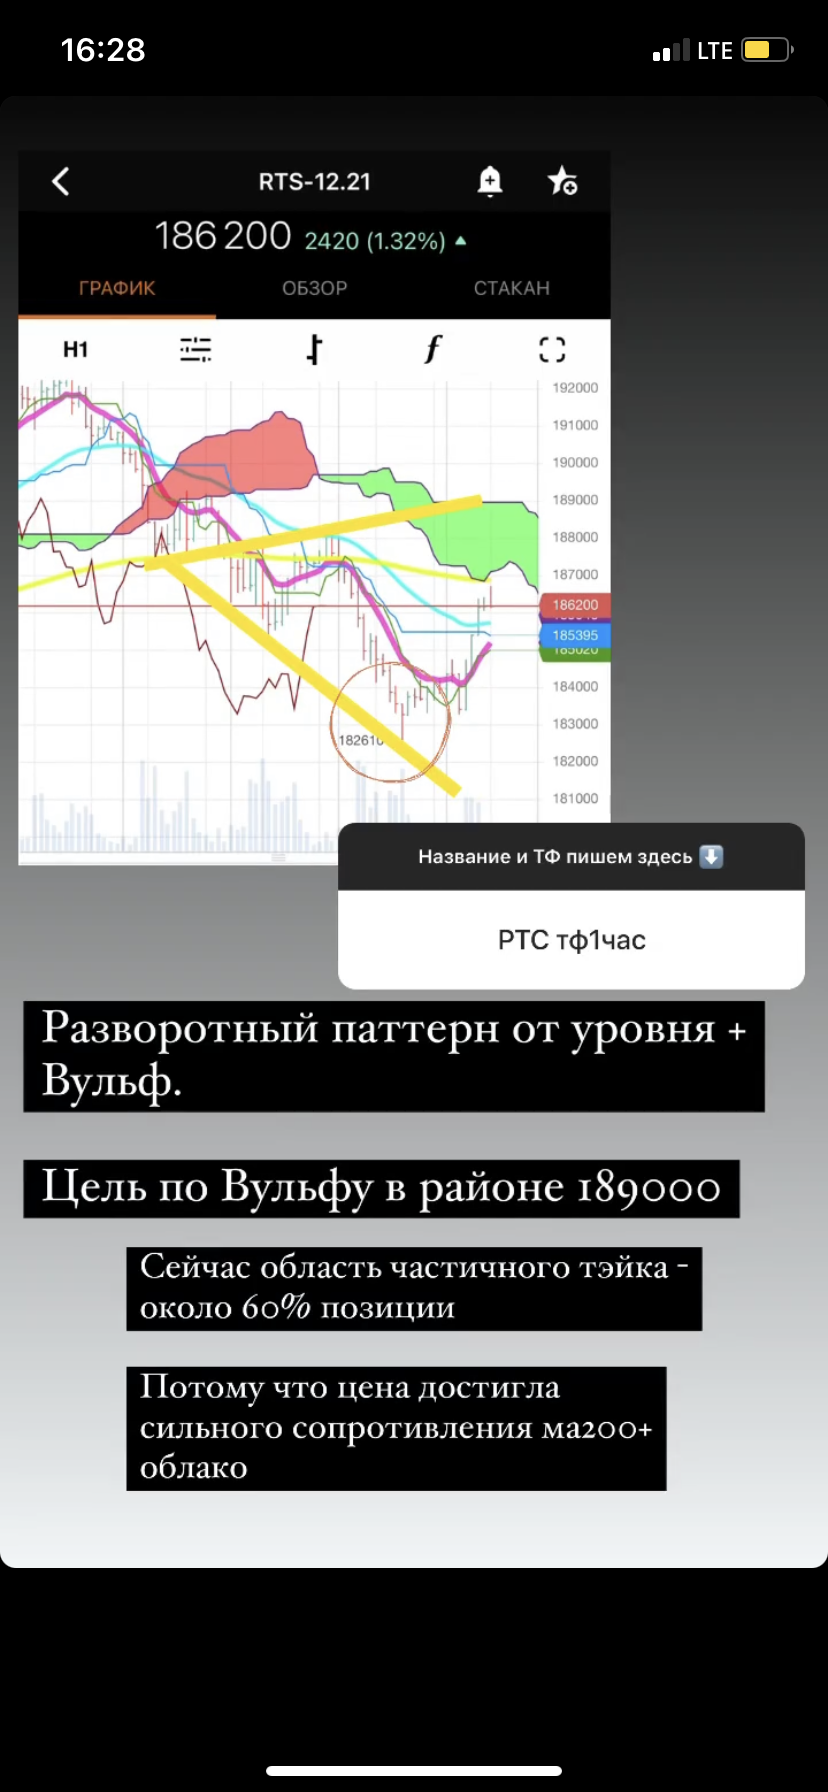 16:28
LTE
RTS-12.21
186 200 2420 (1.32%) ▲
ГРАФИК ОБЗОР СТАКАН
H1 f
192000
191000
190000
189000
188000
187000
186200
185395
185020
184000
183000
182610
182000
181000
Название и ТФ пишем здесь ⬇️
РТС тф1час
Разворотный паттерн от уровня +
Вульф.
Цель по Вульфу в районе 189000
Сейчас область частичного тэйка -
около 60% позиции
Потому что цена достигла
сильного сопротивления ма200+
облако